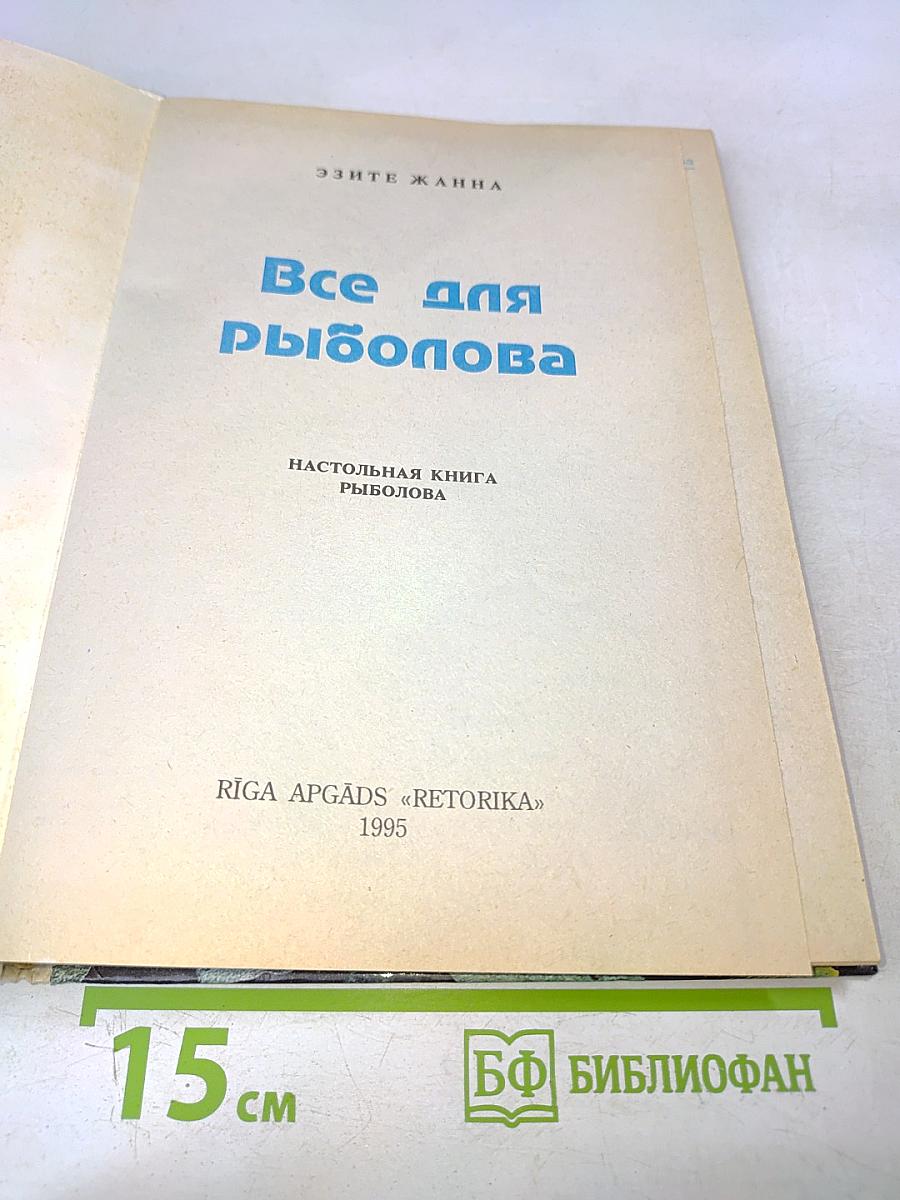 ЭЗИТЕ ЖАННА
Все для
рыболова
НАСТОЛЬНАЯ КНИГА
РЫБОЛОВА
RĪGA APGĀDS «RETORIKA»
1995
15 см
БФ БИБЛИОФАН